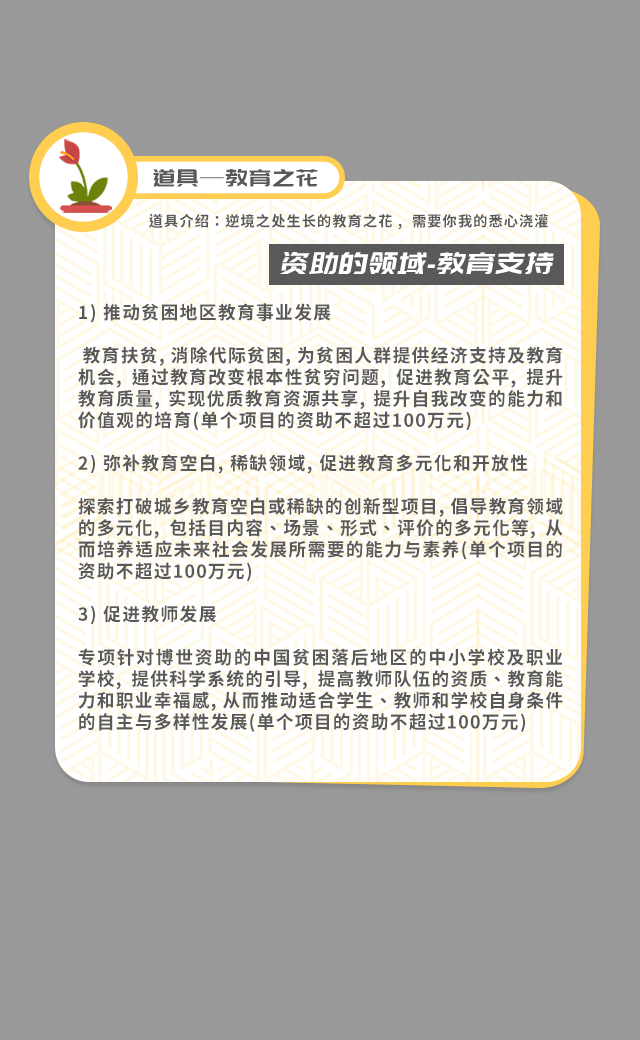 道具—教育之花
道具介绍：逆境之处生长的教育之花，需要你我的悉心浇灌
资助的领域-教育支持
1) 推动贫困地区教育事业发展
教育扶贫, 消除代际贫困, 为贫困人群提供经济支持及教育
机会, 通过教育改变根本性贫穷问题, 促进教育公平, 提升
教育质量, 实现优质教育资源共享, 提升自我改变的能力和
价值观的培育(单个项目的资助不超过100万元)
2) 弥补教育空白, 稀缺领域, 促进教育多元化和开放性
探索打破城乡教育空白或稀缺的创新型项目, 倡导教育领域
的多元化, 包括目内容、场景、形式、评价的多元化等, 从
而培养适应未来社会发展所需要的能力与素养(单个项目的
资助不超过100万元)
3) 促进教师发展
专项针对博世资助的中国贫困落后地区的中小学校及职业
学校, 提供科学系统的引导, 提高教师队伍的资质、教育能
力和职业幸福感, 从而推动适合学生、教师和学校自身条件
的自主与多样性发展(单个项目的资助不超过100万元)